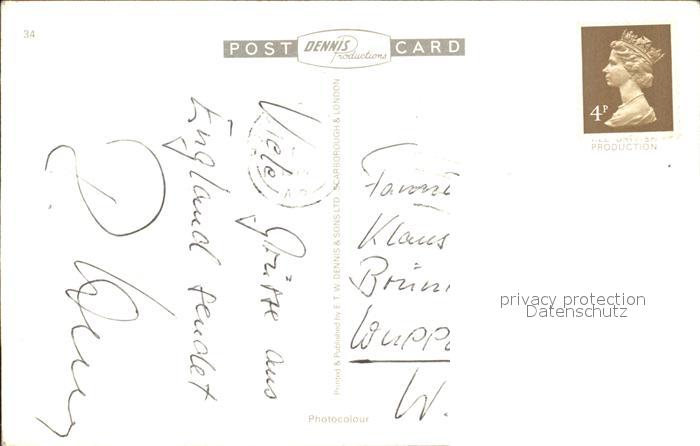 34
POST DENNIS Productions CARD
4P
PRODUCTION
Viele Grüsse aus
England sendet
P.
Printed & Published by E. T. W. DENNIS & SONS LTD., SCARBOROUGH & LONDON
Klaus
Brünn
WUPP
W.
privacy protection
Datenschutz
Photocolour